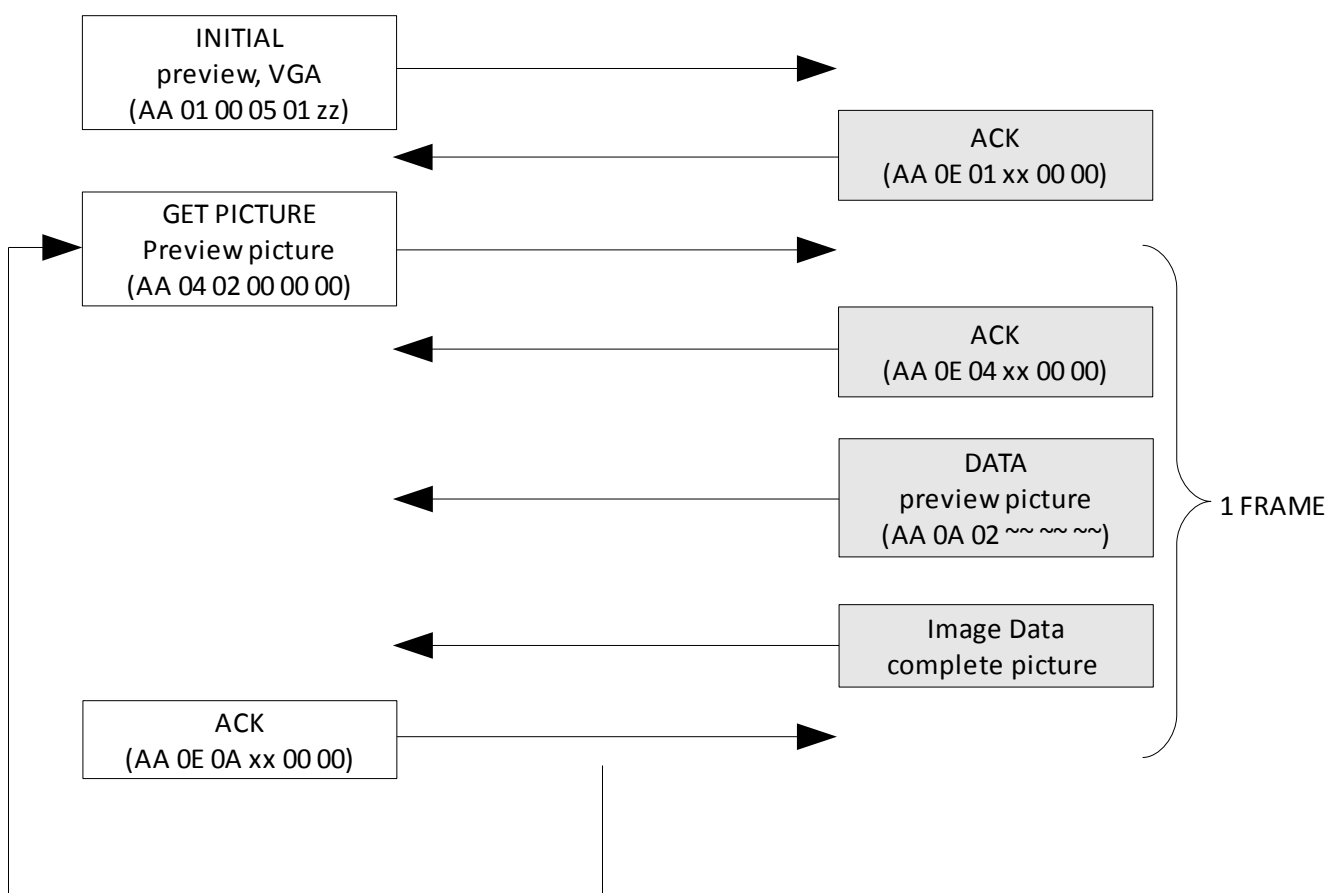 INITIAL
preview, VGA
(AA 01 00 05 01 zz)
ACK
(AA 0E 01 xx 00 00)
GET PICTURE
Preview picture
(AA 04 02 00 00 00)
ACK
(AA 0E 04 xx 00 00)
DATA
preview picture
(AA 0A 02 ~~ ~~ ~~)
1 FRAME
Image Data
complete picture
ACK
(AA 0E 0A xx 00 00)